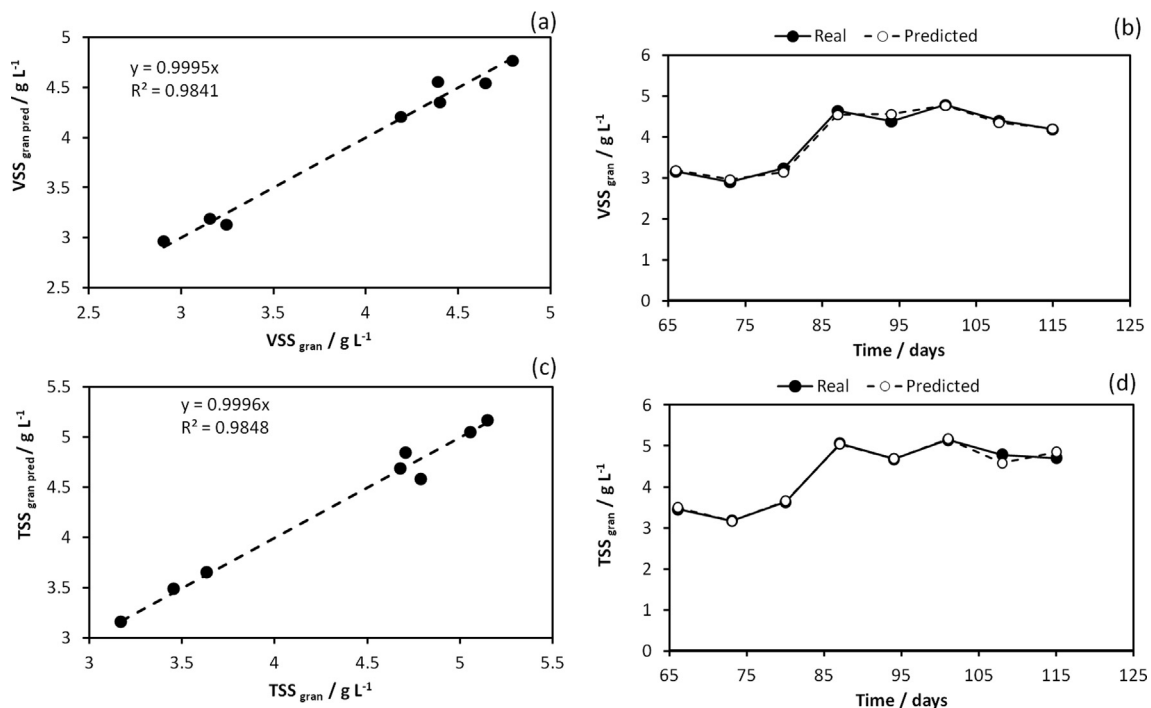 (a)
y = 0.9995x
R² = 0.9841
VSS gran pred / g L⁻¹
5
4.5
4
3.5
3
2.5
2.5 3 3.5 4 4.5 5
VSS gran / g L⁻¹
(b)
Real Predicted
VSS gran / g L⁻¹
6
5
4
3
2
1
0
65 75 85 95 105 115 125
Time / days
(c)
y = 0.9996x
R² = 0.9848
TSS gran pred / g L⁻¹
5.5
5
4.5
4
3.5
3
3 3.5 4 4.5 5 5.5
TSS gran / g L⁻¹
(d)
Real Predicted
TSS gran / g L⁻¹
6
5
4
3
2
1
0
65 75 85 95 105 115 125
Time / days